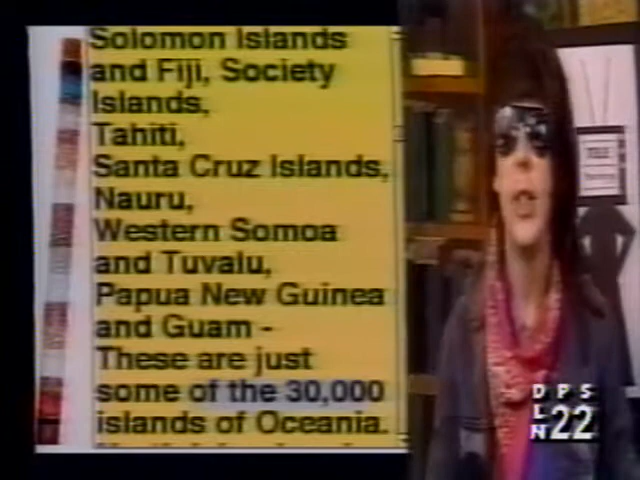 Solomon Islands
and Fiji, Society
Islands,
Tahiti,
Santa Cruz Islands,
Nauru,
Western Somoa
and Tuvalu,
Papua New Guinea
and Guam -
These are just
some of the 30,000
islands of Oceania.
DPS
LN 22